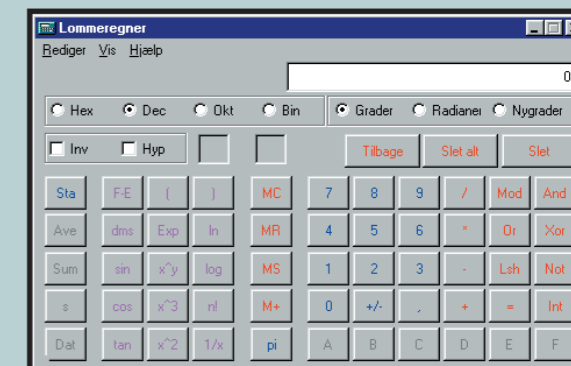 Lommeregner
Rediger Vis Hjælp
0
Hex Dec Okt Bin Grader Radianer Nygrader
Inv Hyp Tilbage Slet alt Slet
Sta F-E ( ) MC 7 8 9 / Mod And
Ave dms Exp ln MR 4 5 6 * Or Xor
Sum sin x^y log MS 1 2 3 - Lsh Not
s cos x^3 n! M+ 0 +/- , + = Int
Dat tan x^2 1/x pi A B C D E F